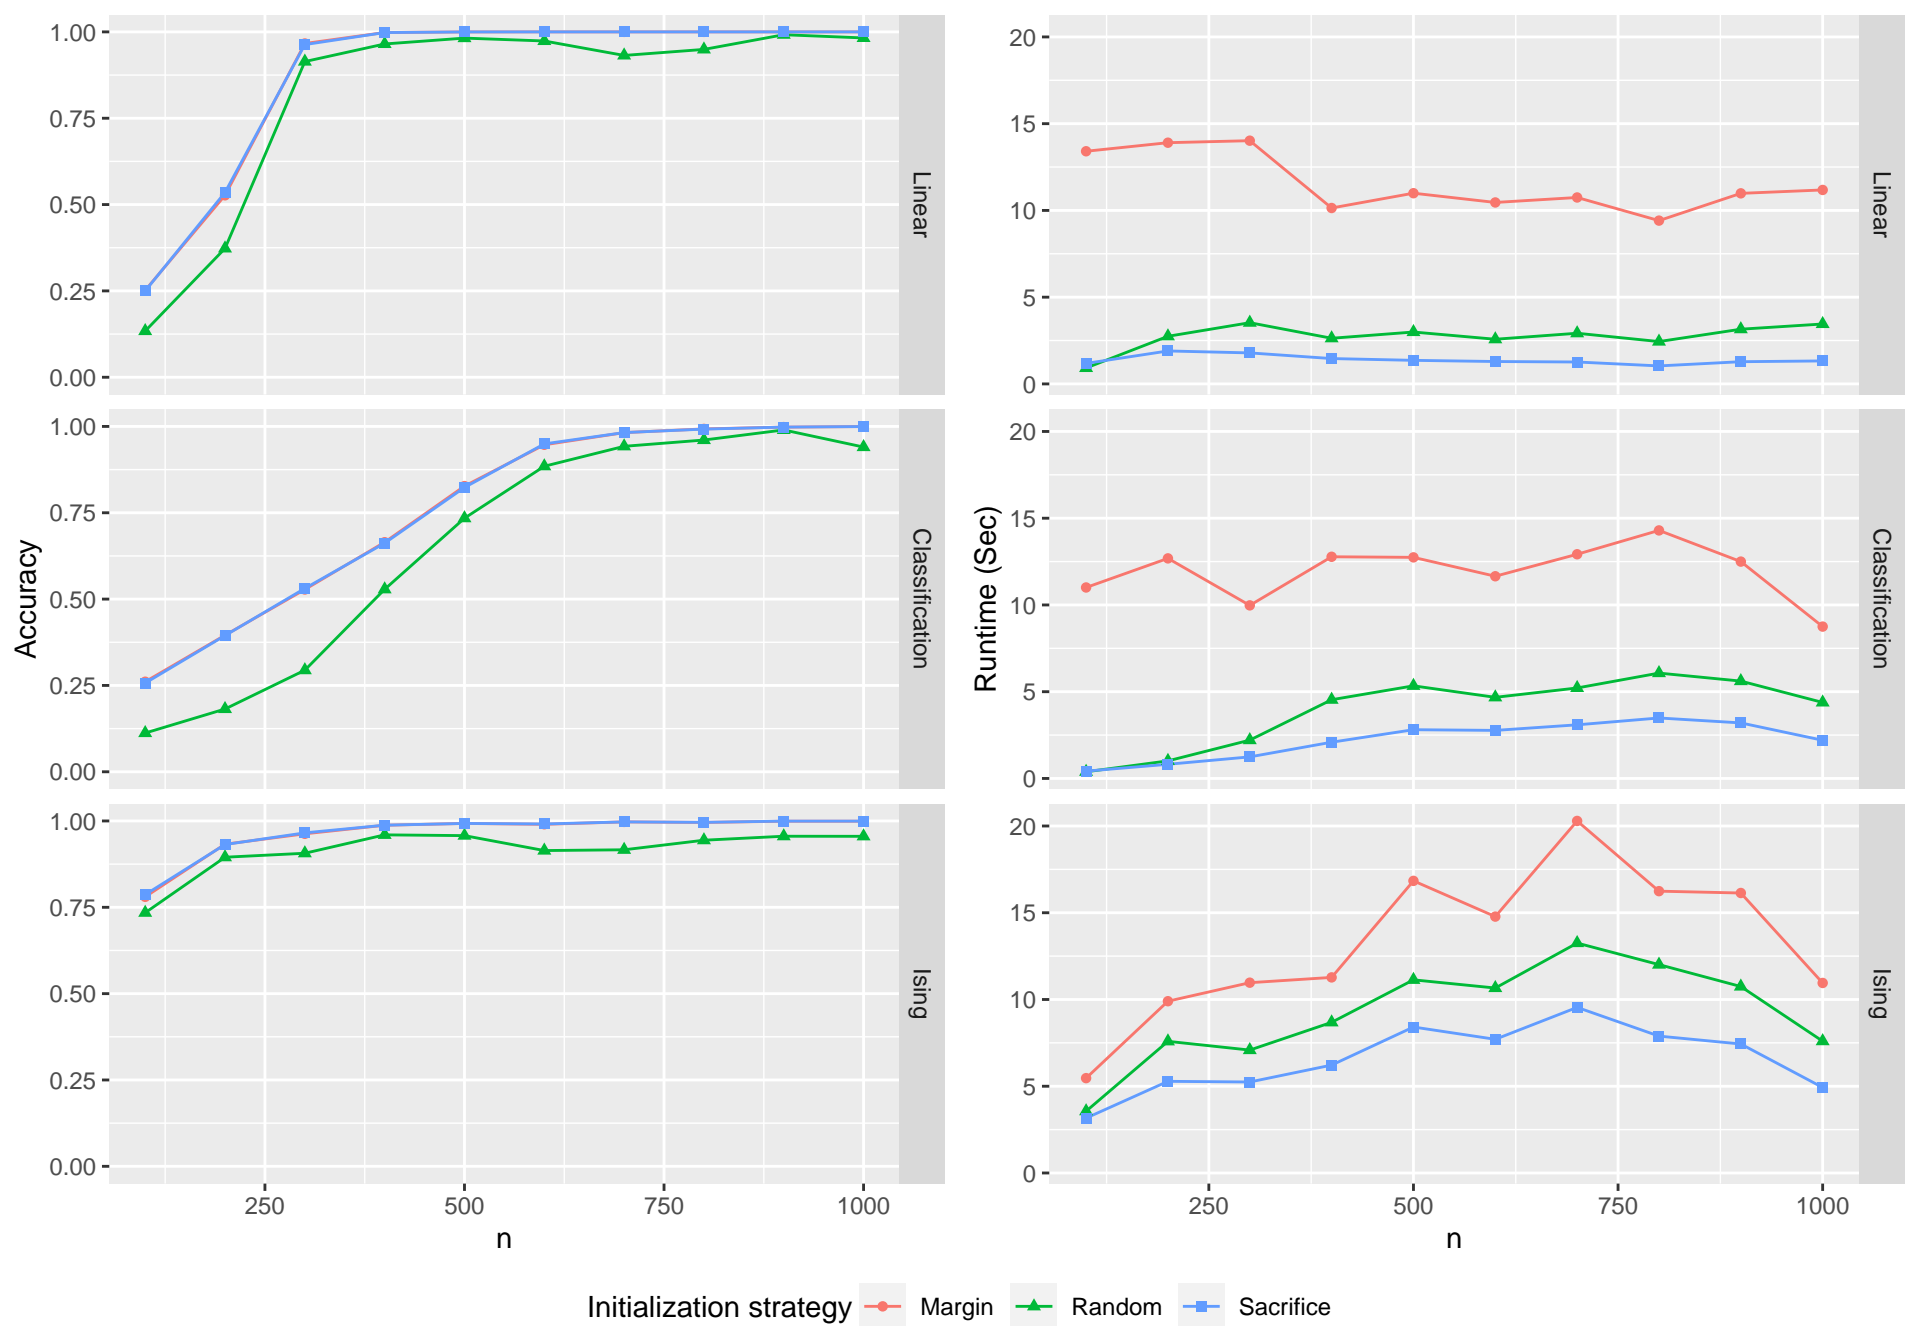 1.00
0.75
0.50
0.25
0.00
Linear
1.00
0.75
0.50
0.25
0.00
Classification
1.00
0.75
0.50
0.25
0.00
Ising
Accuracy
250 500 750 1000
n
20
15
10
5
0
Linear
20
15
10
5
0
Classification
20
15
10
5
0
Ising
Runtime (Sec)
250 500 750 1000
n
Initialization strategy Margin Random Sacrifice